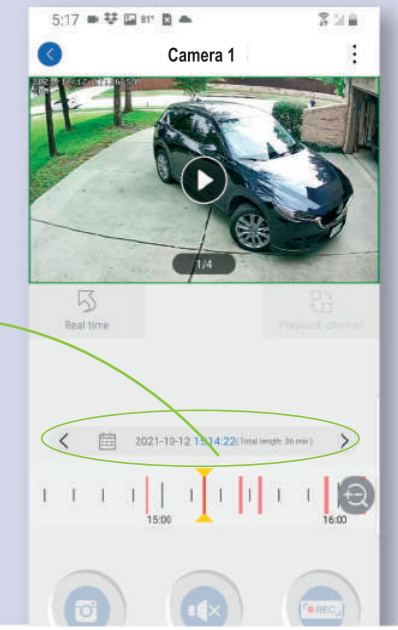 5:17 81°
Camera 1
1/4
Real time
Playback channel
2021-10-12 15:14:22 (Total length: 36 min)
15:00 16:00
REC